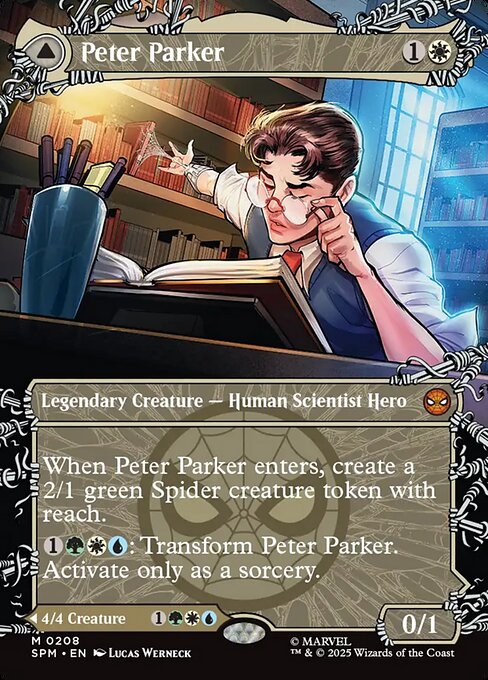 Peter Parker 1
Legendary Creature — Human Scientist Hero
When Peter Parker enters, create a
2/1 green Spider creature token with
reach.
1 : Transform Peter Parker.
Activate only as a sorcery.
4/4 Creature 1
0/1
M 0208
SPM • EN LUCAS WERNECK
© MARVEL
™ & © 2025 Wizards of the Coast